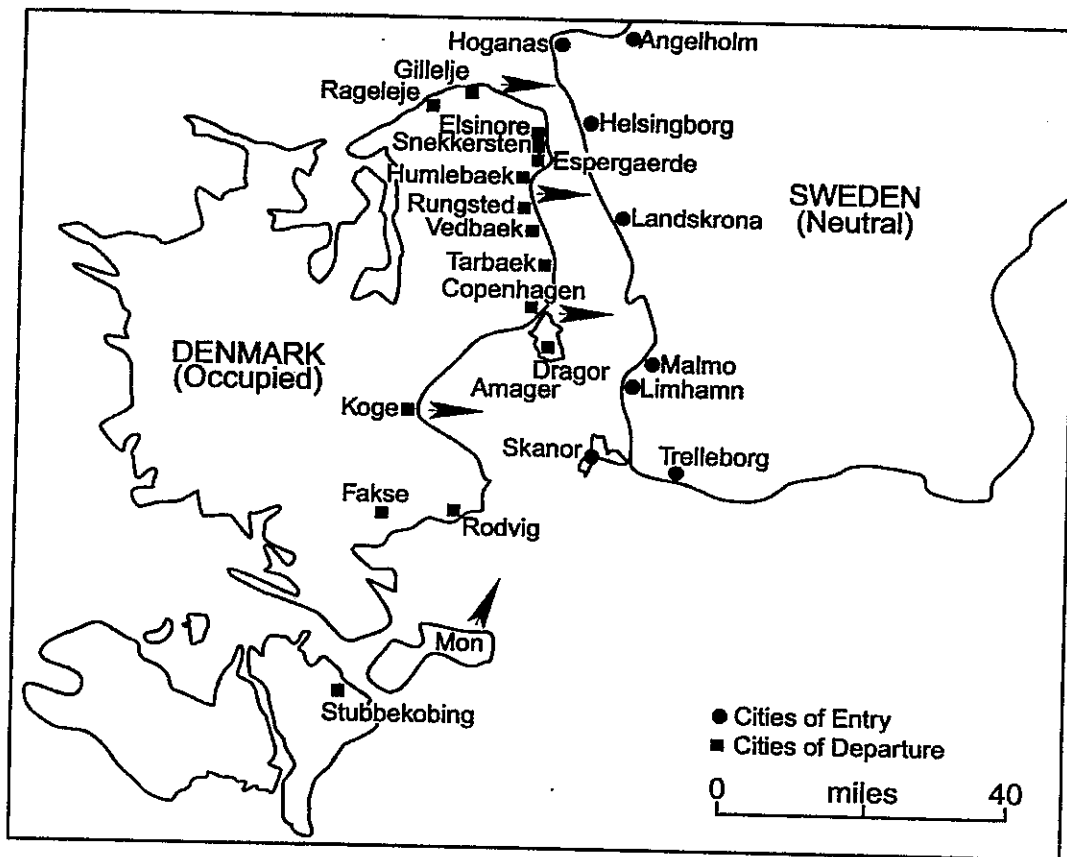 Hoganas
Angelholm
Gillelje
Rageleje
Elsinore
Helsingborg
Snekkersten
Espergaerde
Humlebaek
SWEDEN
(Neutral)
Rungsted
Landskrona
Vedbaek
Tarbaek
Copenhagen
DENMARK
(Occupied)
Dragor
Malmo
Amager
Limhamn
Koge
Skanor
Trelleborg
Fakse
Rodvig
Mon
Stubbekobing
Cities of Entry
Cities of Departure
0 miles 40